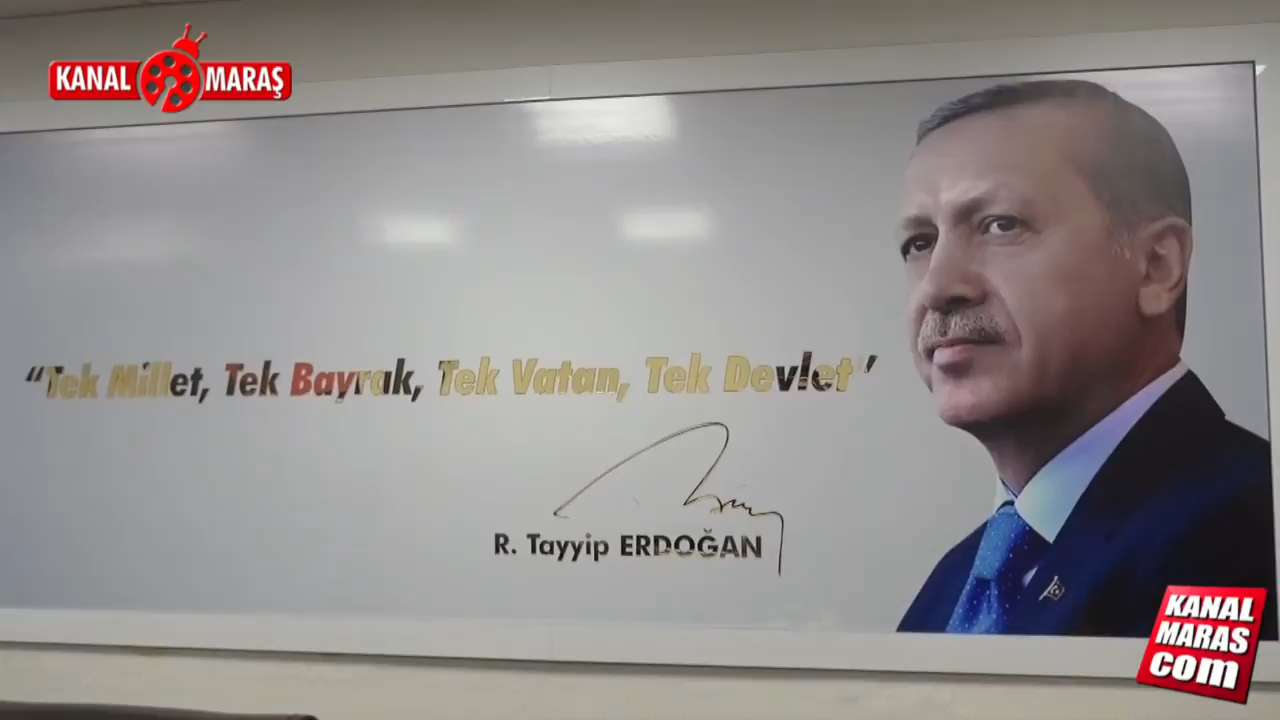 KANAL MARAŞ
“Tek Millet, Tek Bayrak, Tek Vatan, Tek Devlet”
R. Tayyip ERDOĞAN
KANAL
MARAS
com